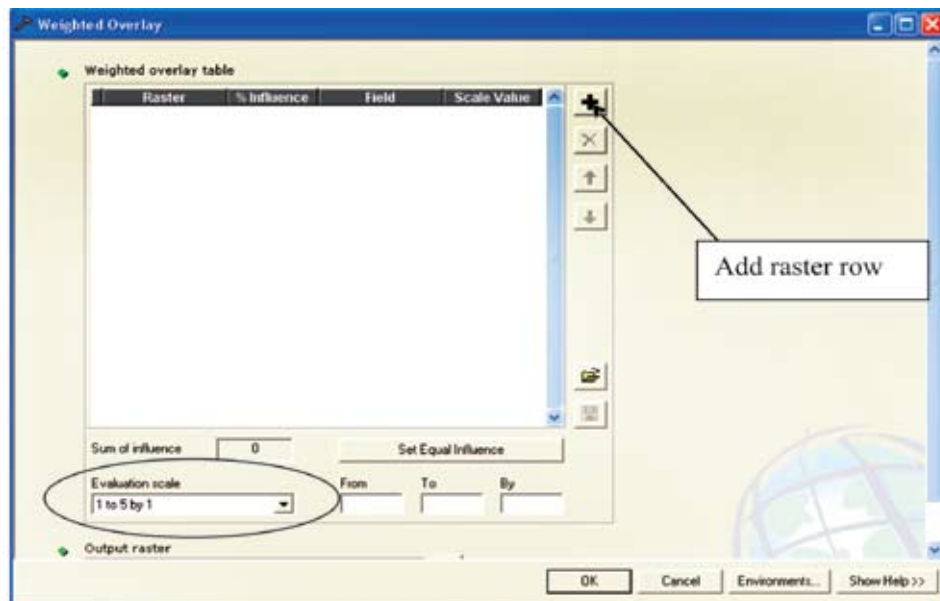 Weighted Overlay
Weighted overlay table
Raster % Influence Field Scale Value
Add raster row
Sum of influence 0 Set Equal Influence
Evaluation scale From To By
1 to 5 by 1
Output raster
OK Cancel Environments... Show Help >>